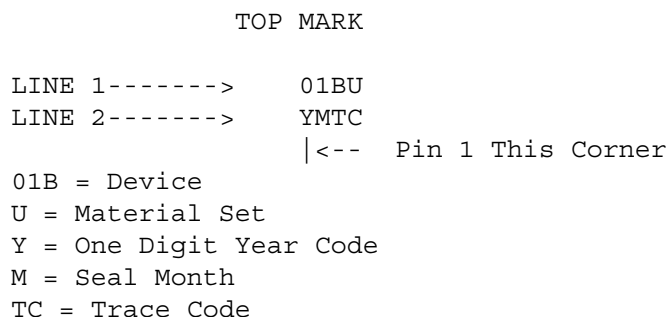 TOP MARK
LINE 1-------> 01BU
LINE 2-------> YMTC
|<-- Pin 1 This Corner
01B = Device
U = Material Set
Y = One Digit Year Code
M = Seal Month
TC = Trace Code